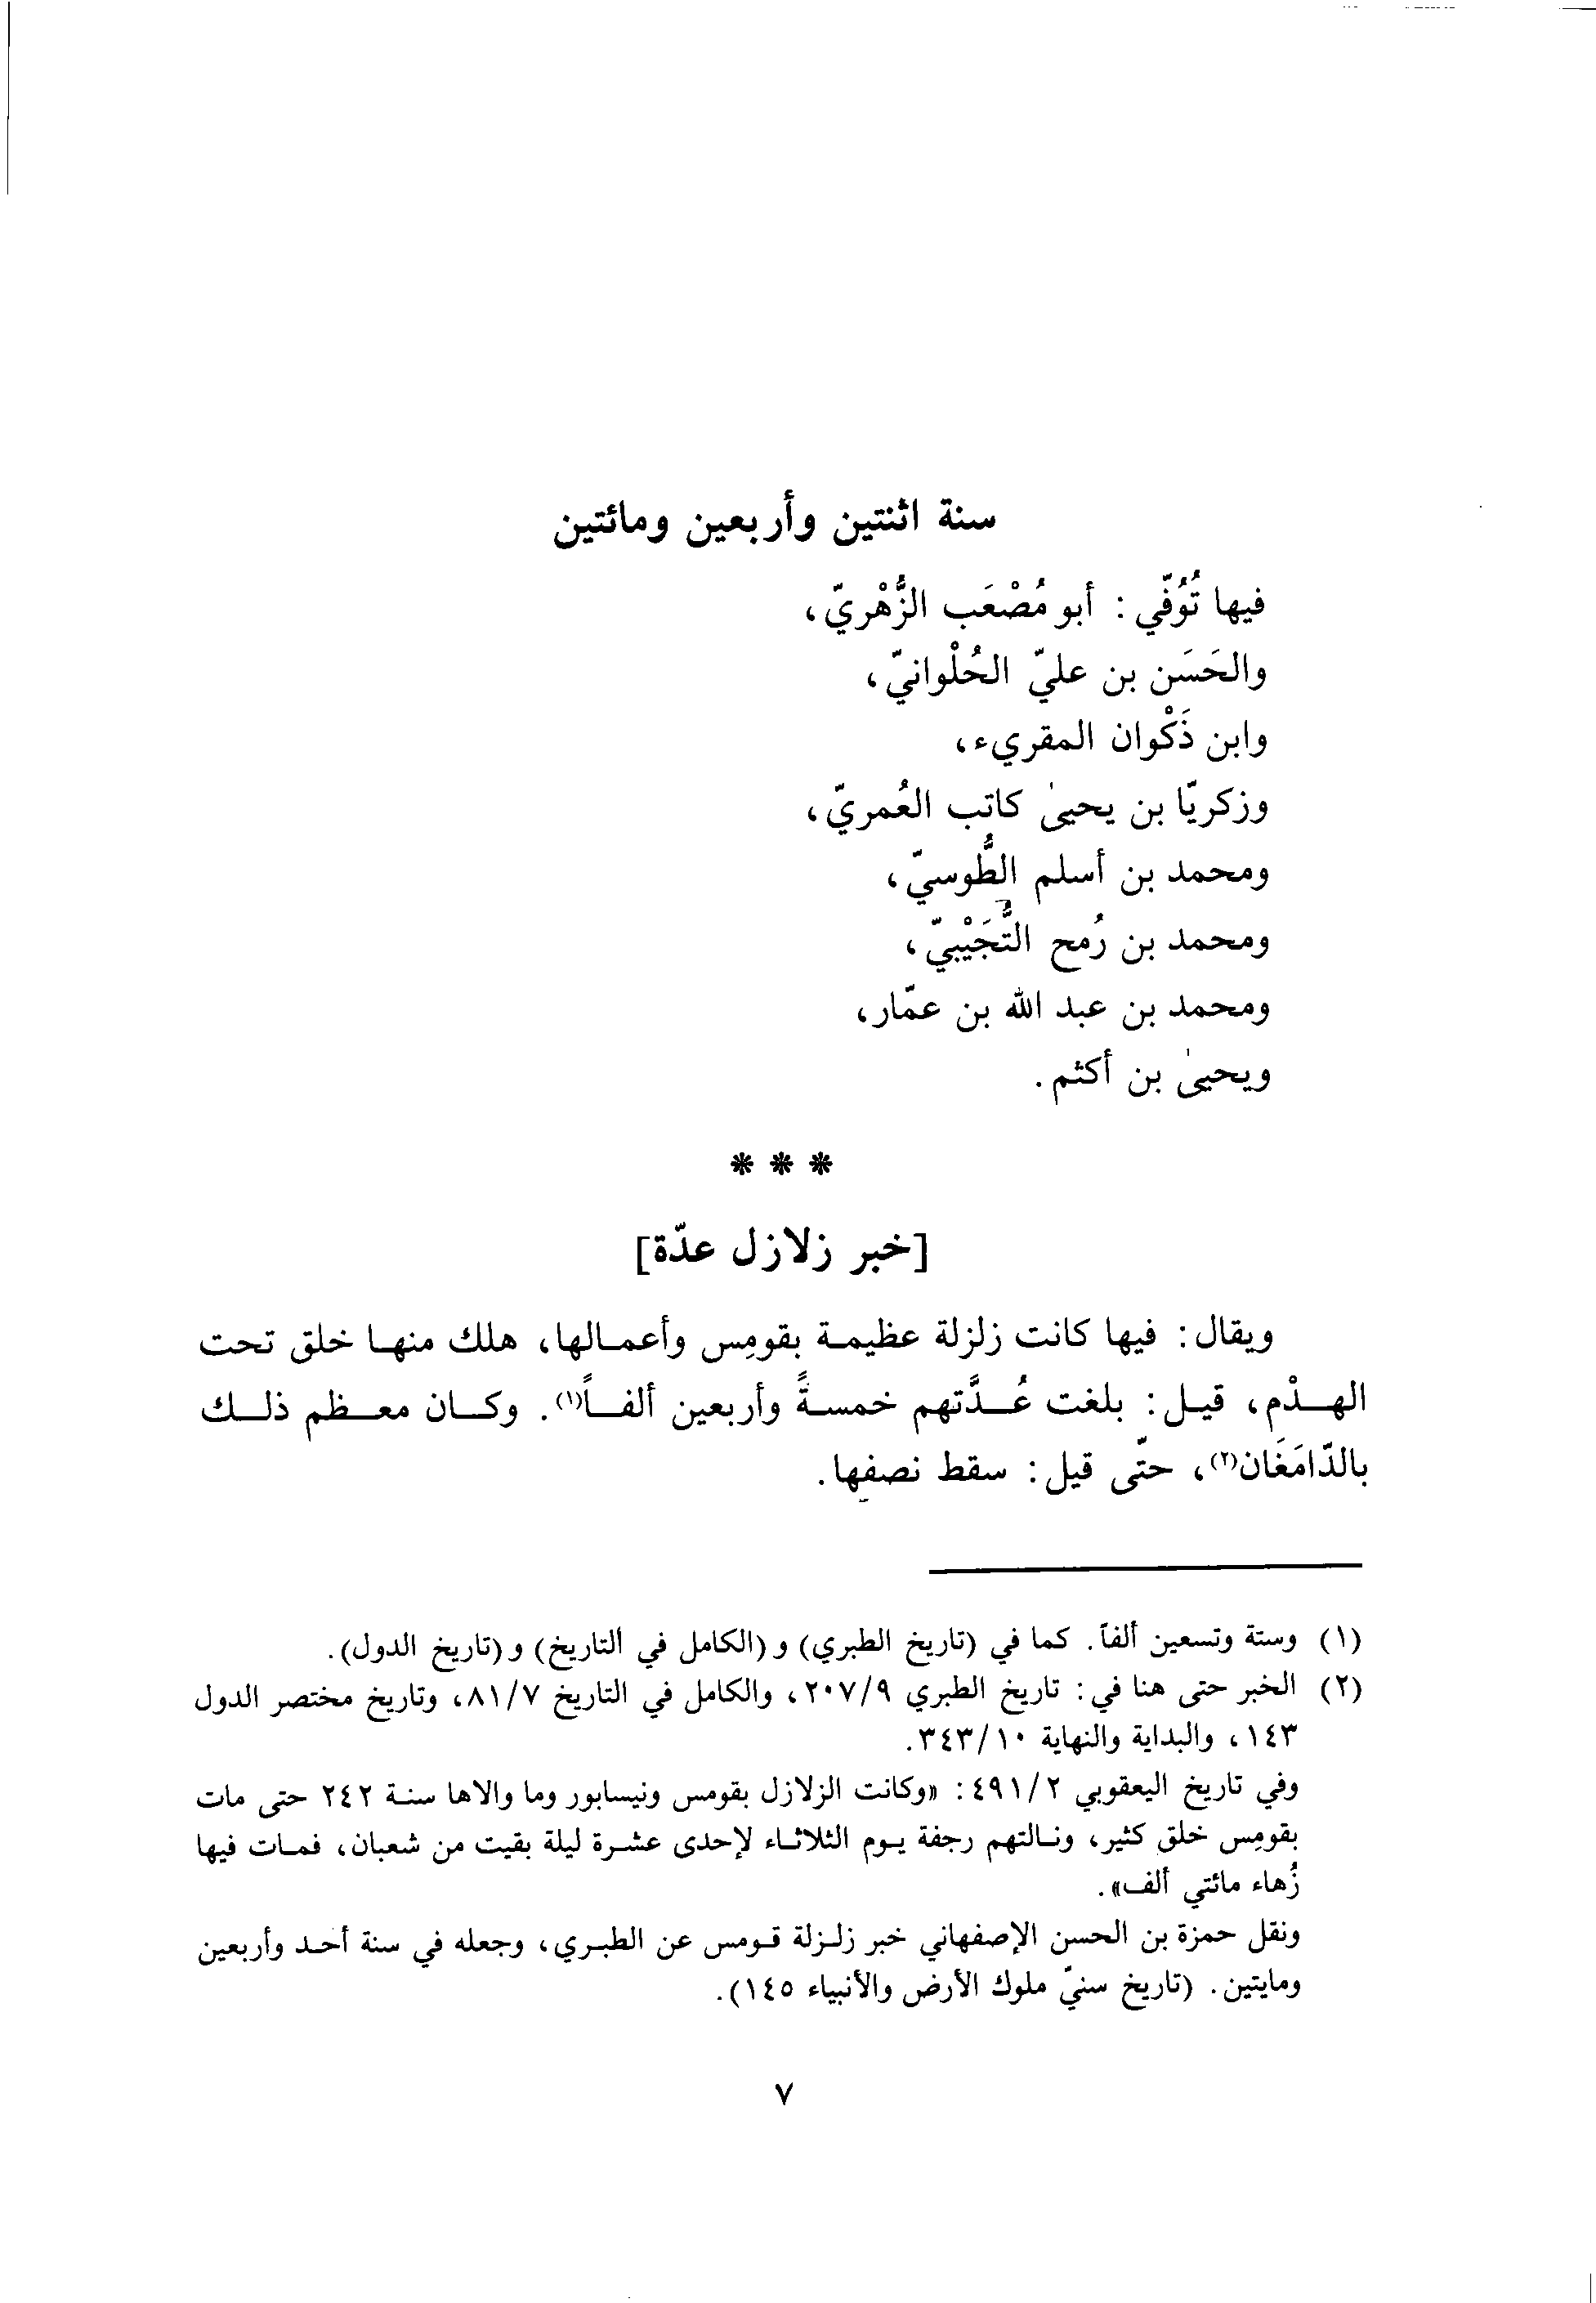 سنة اثنتين وأربعين ومائتين
فيها تُوُفّي : أبو مُصْعَب الزُّهْريّ،
والحَسَن بن عليّ الحُلْوانيّ،
وابن ذَكْوان المقريء،
وزكريّا بن يحيىٰ كاتب العُمريّ،
ومحمد بن أسلم الطُّوسيّ،
ومحمد بن رُمح التُّجَيْبيّ،
ومحمد بن عبد الله بن عمّار،
ويحيىٰ بن أكثم.
* * *
[خبر زلازل عدّة]
ويقال: فيها كانت زلزلة عظيمة بقومِس وأعمالها، هلك منها خلق تحت
الهدْم، قيل: بلغت عُدَّتهم خمسةً وأربعين ألفاً(١). وكان معظم ذلك
بالدّامَغَان(٢)، حتّى قيل: سقط نصفها.
(١) وستة وتسعين ألفاً. كما في (تاريخ الطبري) و(الكامل في التاريخ) و(تاريخ الدول).
(٢) الخبر حتى هنا في: تاريخ الطبري ٢٠٧/٩، والكامل في التاريخ ٨١/٧، وتاريخ مختصر الدول
١٤٣، والبداية والنهاية ٣٤٣/١٠.
وفي تاريخ اليعقوبي ٤٩١/٢: «وكانت الزلازل بقومس ونيسابور وما والاها سنة ٢٤٢ حتى مات
بقومِس خلق كثير، ونالتهم رجفة يوم الثلاثاء لإحدى عشرة ليلة بقيت من شعبان، فمات فيها
زُهاء مائتي ألف».
ونقل حمزة بن الحسن الإصفهاني خبر زلزلة قومس عن الطبري، وجعله في سنة أحد وأربعين
ومايتين. (تاريخ سنيّ ملوك الأرض والأنبياء ١٤٥).
٧